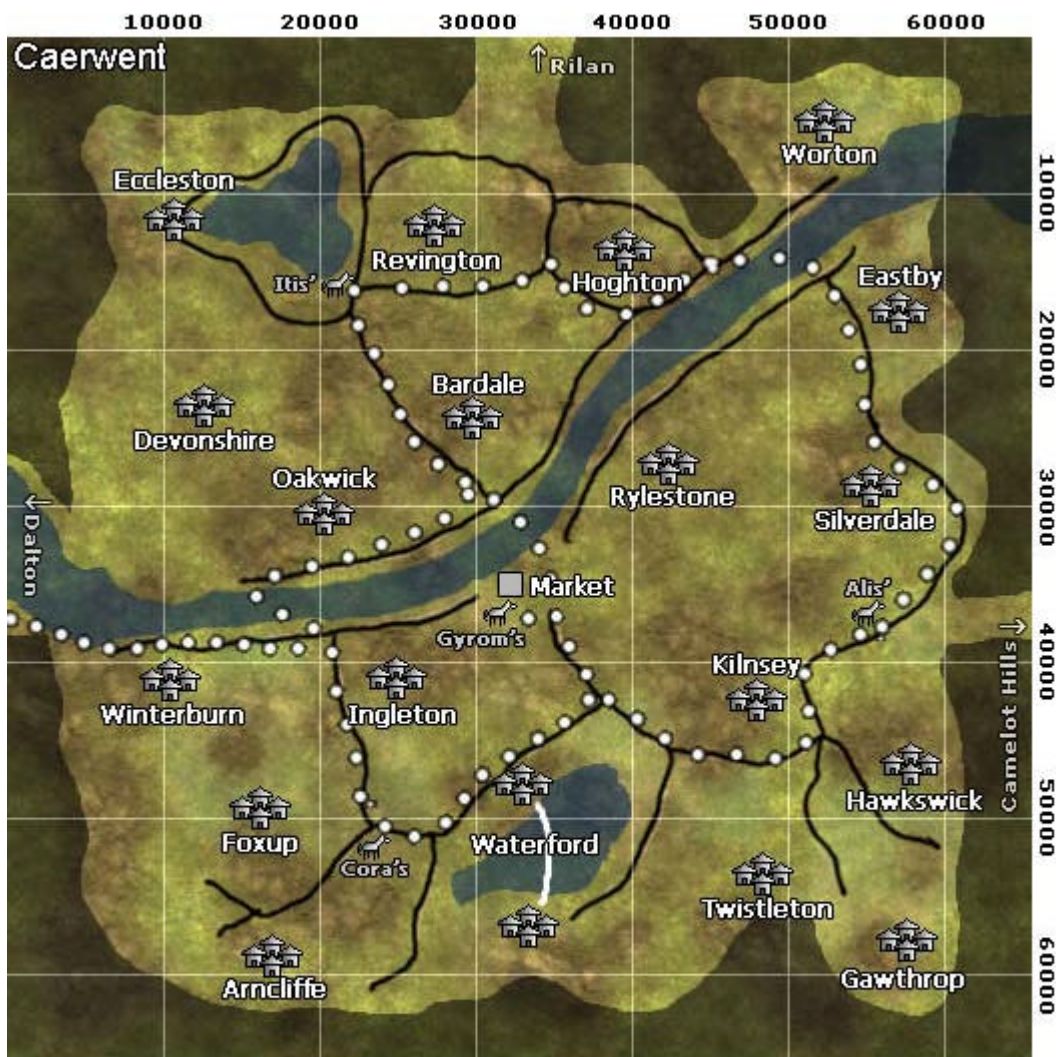 10000 20000 30000 40000 50000 60000
Caerwent
↑Rilan
Worton
10000
Eccleston
Revington
Hoghton
Itis'
Eastby
20000
Bardale
Devonshire
Oakwick
Rylestone
Silverdale
30000
←Dalton
Market
Alis'
Gyrom's
40000
Kilnsey
Winterburn
Ingleton
Camelot Hills→
Hawkswick
50000
Foxup
Waterford
Cora's
Twistleton
60000
Arncliffe
Gawthrop